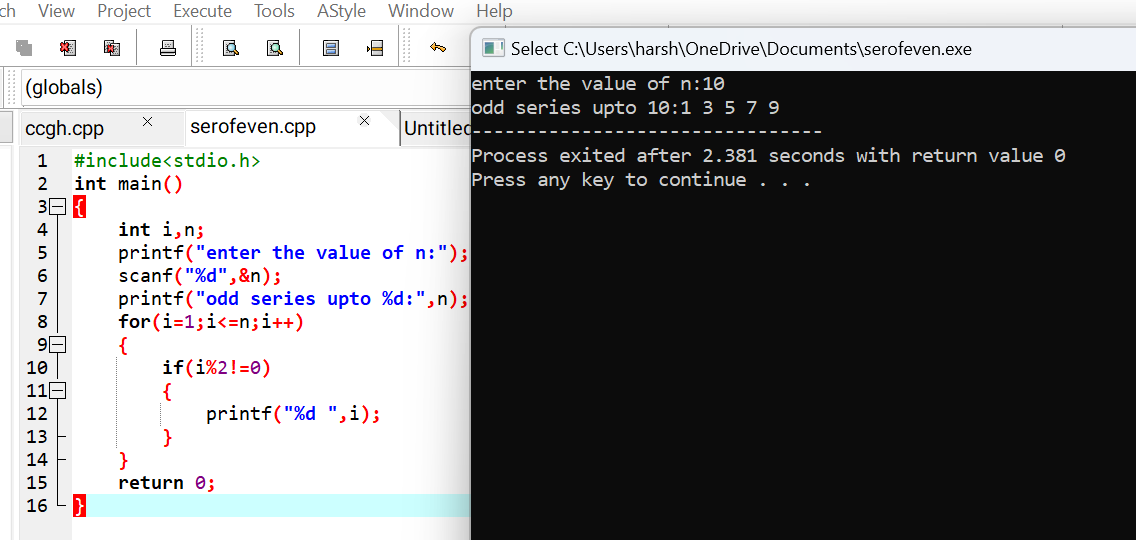 ch View Project Execute Tools AStyle Window Help
Select C:\Users\harsh\OneDrive\Documents\serofeven.exe
(globals)
ccgh.cpp serofeven.cpp Untitled
1 #include<stdio.h>
2 int main()
3 {
4 int i,n;
5 printf("enter the value of n:");
6 scanf("%d",&n);
7 printf("odd series upto %d:",n);
8 for(i=1;i<=n;i++)
9 {
10 if(i%2!=0)
11 {
12 printf("%d ",i);
13 }
14 }
15 return 0;
16 }
enter the value of n:10
odd series upto 10:1 3 5 7 9
--------------------------------
Process exited after 2.381 seconds with return value 0
Press any key to continue . . .